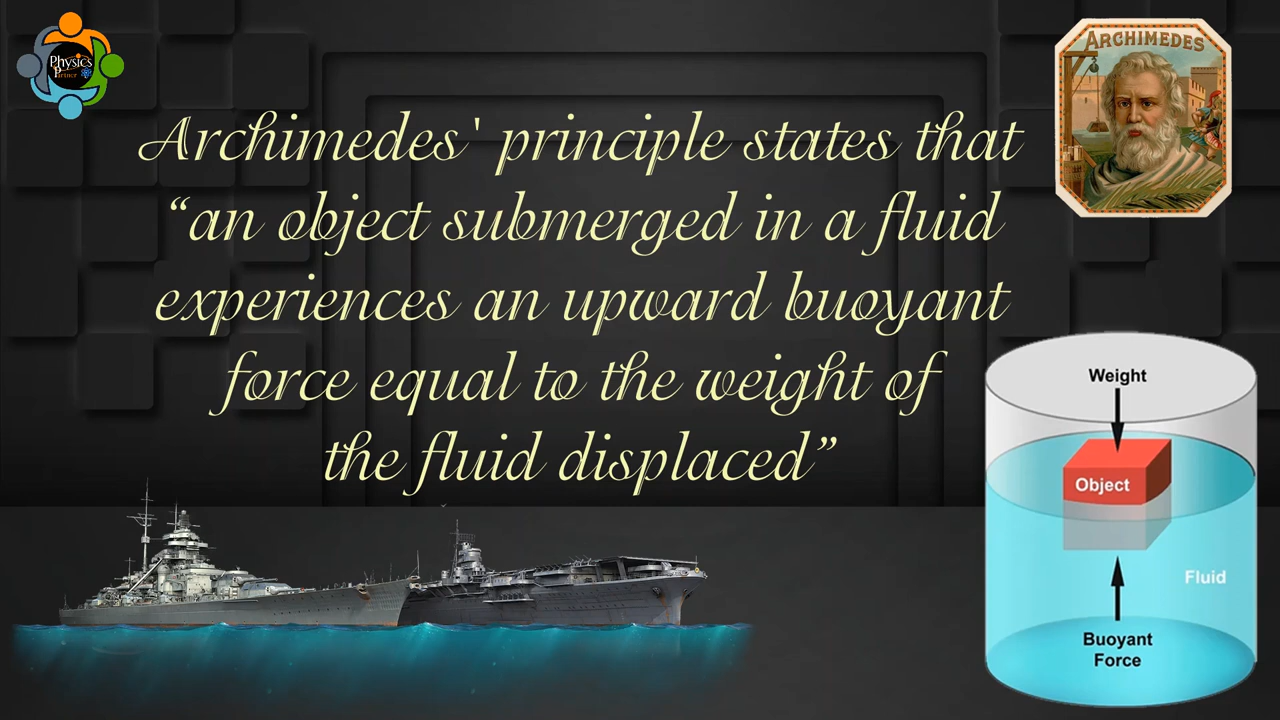 Physics
Partner
ARCHIMEDES
Archimedes' principle states that
“an object submerged in a fluid
experiences an upward buoyant
force equal to the weight of
the fluid displaced”
Weight
Object
Fluid
Buoyant
Force